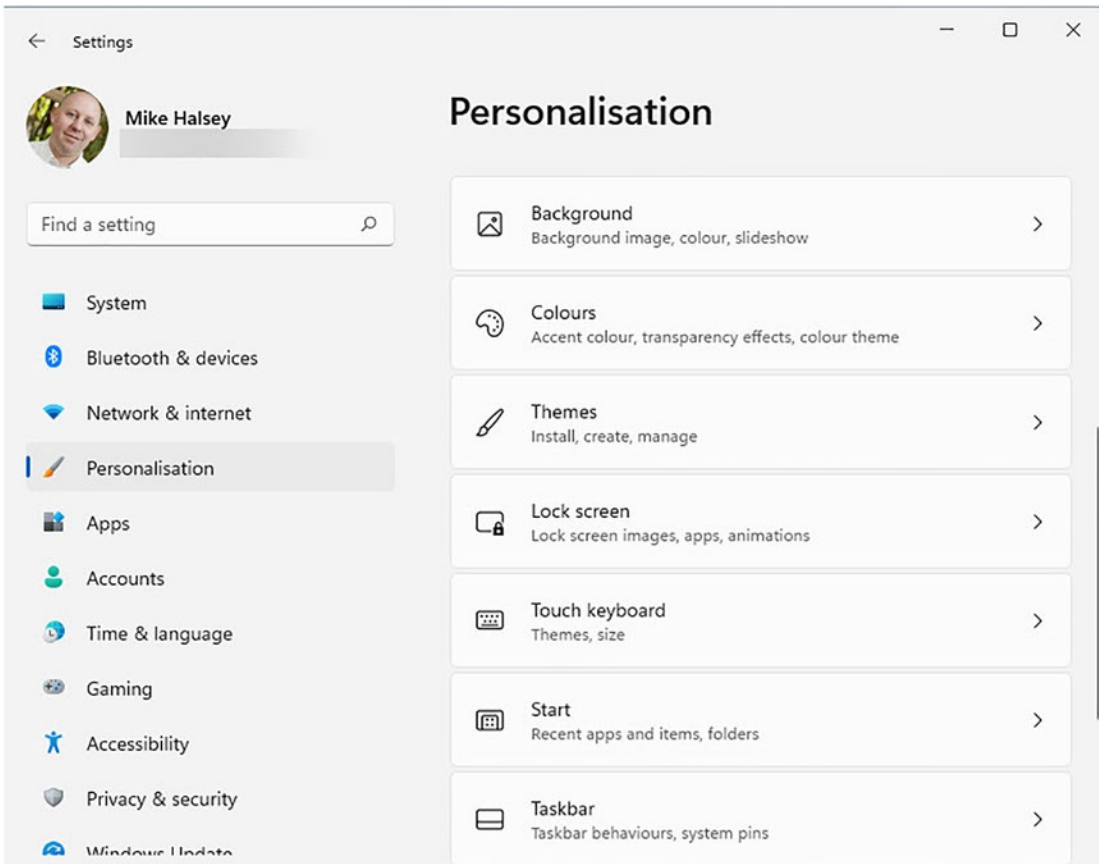 Settings
Mike Halsey
Find a setting
System
Bluetooth & devices
Network & internet
Personalisation
Apps
Accounts
Time & language
Gaming
Accessibility
Privacy & security
Windows Update
Personalisation
Background
Background image, colour, slideshow
Colours
Accent colour, transparency effects, colour theme
Themes
Install, create, manage
Lock screen
Lock screen images, apps, animations
Touch keyboard
Themes, size
Start
Recent apps and items, folders
Taskbar
Taskbar behaviours, system pins